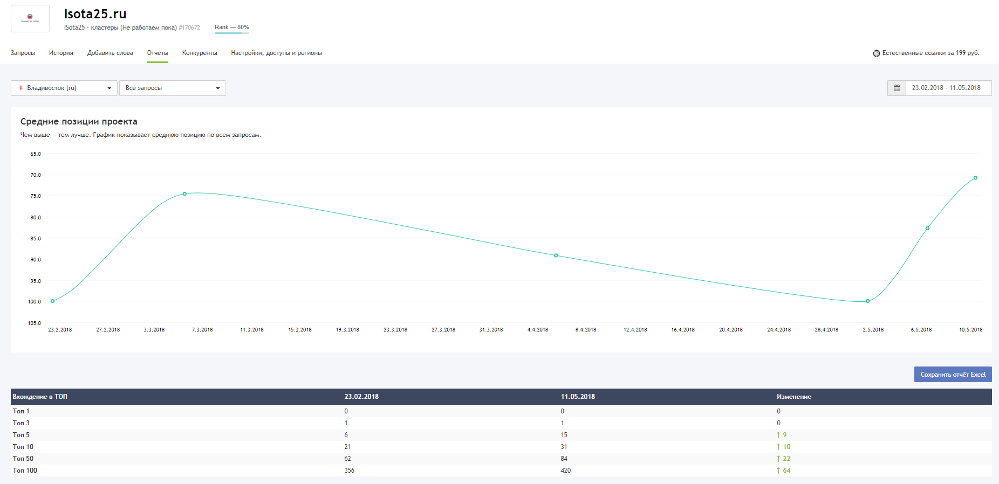 Isota25.ru
ISota25 - кластеры (Не работаем пока) #170672
Rank — 80%
Запросы История Добавить слова Отчеты Конкуренты Настройки, доступы и регионы
Естественные ссылки за 199 руб.
Я Владивосток (ru)
Все запросы
23.02.2018 - 11.05.2018
Средние позиции проекта
Чем выше — тем лучше. График показывает среднюю позицию по всем запросам.
65.0
70.0
75.0
80.0
85.0
90.0
95.0
100.0
105.0
23.2.2018 27.2.2018 3.3.2018 7.3.2018 11.3.2018 15.3.2018 19.3.2018 23.3.2018 27.3.2018 31.3.2018 4.4.2018 8.4.2018 12.4.2018 16.4.2018 20.4.2018 24.4.2018 28.4.2018 2.5.2018 6.5.2018 10.5.2018
Сохранить отчёт Excel
Вхождение в ТОП 23.02.2018 11.05.2018 Изменение
Топ 1 0 0 0
Топ 3 1 1 0
Топ 5 6 15 ↑ 9
Топ 10 21 31 ↑ 10
Топ 50 62 84 ↑ 22
Топ 100 356 420 ↑ 64